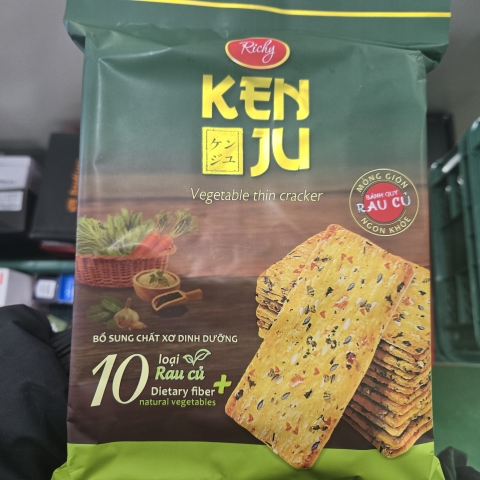 Richy
KEN
ケン
ジユ
JU
Vegetable thin cracker
MỎNG GIÒN
BÁNH QUY
RAU CỦ
NGON KHỎE
BỔ SUNG CHẤT XƠ DINH DƯỠNG
10 loại
Rau củ +
Dietary fiber
natural vegetables